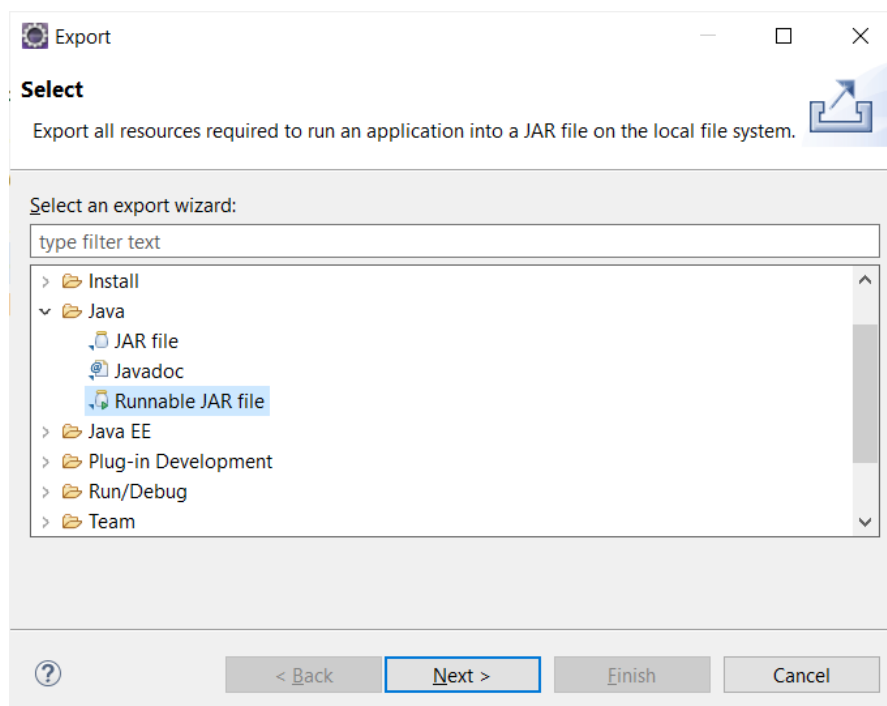 Export
Select
Export all resources required to run an application into a JAR file on the local file system.
Select an export wizard:
type filter text
Install
Java
JAR file
Javadoc
Runnable JAR file
Java EE
Plug-in Development
Run/Debug
Team
? < Back Next > Finish Cancel